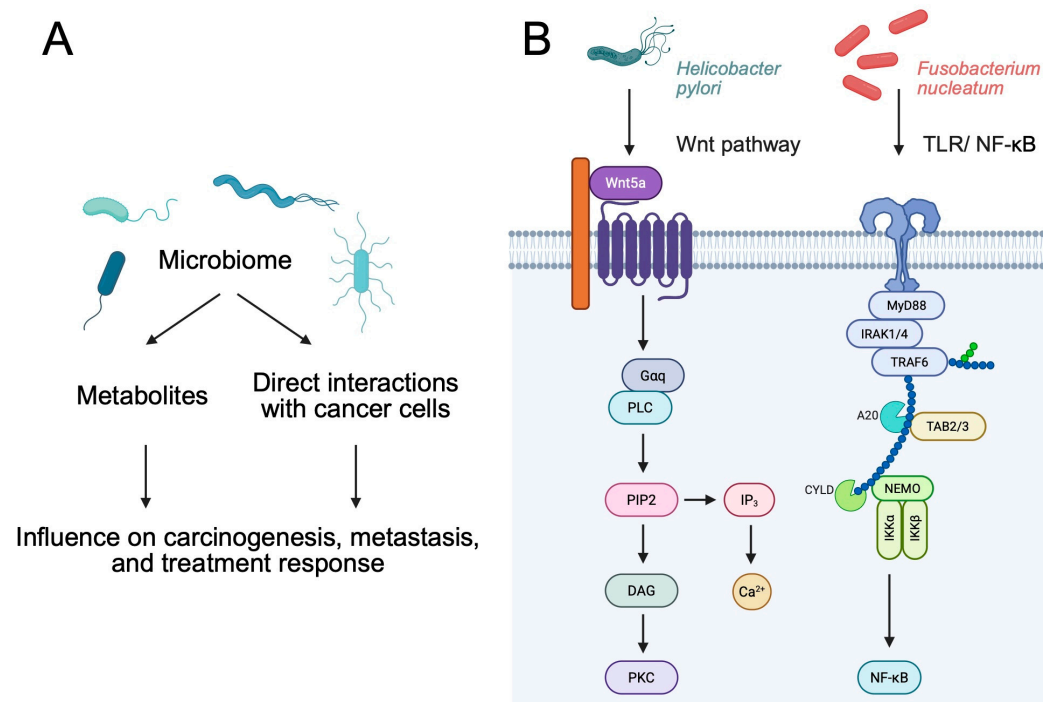 A
Microbiome
Metabolites
Direct interactions
with cancer cells
Influence on carcinogenesis, metastasis,
and treatment response
B
Helicobacter
pylori
Fusobacterium
nucleatum
Wnt pathway
TLR/ NF-κB
Wnt5a
MyD88
IRAK1/4
TRAF6
Gαq
PLC
A20
TAB2/3
CYLD
NEMO
IKKα
IKKβ
PIP2
IP₃
DAG
Ca²⁺
PKC
NF-κB